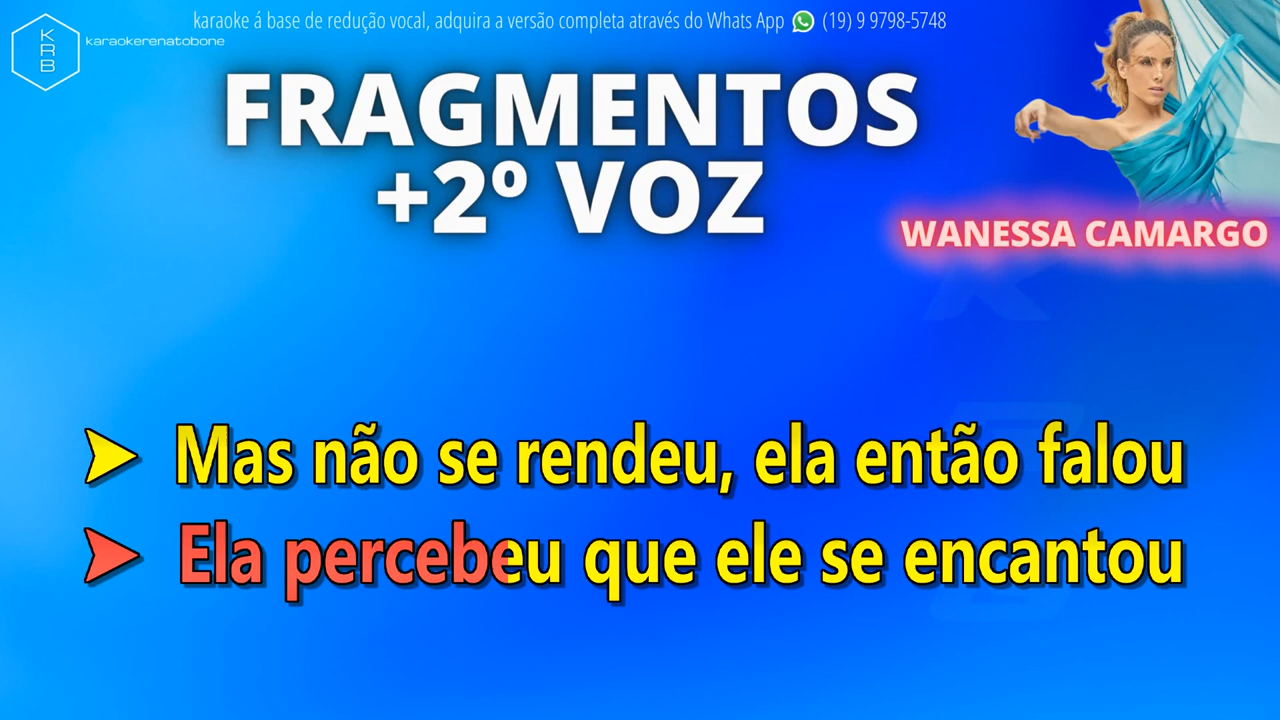 karaoke á base de redução vocal, adquira a versão completa através do Whats App (19) 9 9798-5748
K
R
B
karaokerenatobone
FRAGMENTOS
+2º VOZ
WANESSA CAMARGO
Mas não se rendeu, ela então falou
Ela percebeu que ele se encantou